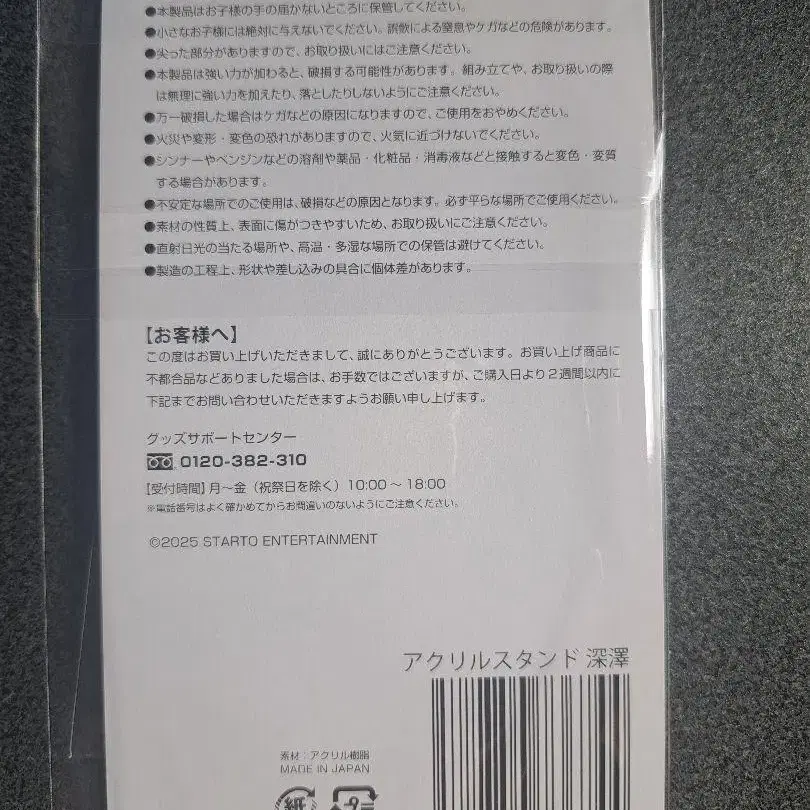 ●本製品はお子様の手の届かないところに保管してください。
●小さなお子様には絶対に与えないでください。誤飲による窒息やケガなどの危険があります。
●尖った部分がありますので、お取り扱いにはご注意ください。
●本製品は強い力が加わると、破損する可能性があります。組み立てや、お取り扱いの際
は無理に強い力を加えたり、落としたりしないようにご注意ください。
●万一破損した場合はケガなどの原因になりますので、ご使用をおやめください。
●火災や変形・変色の恐れがありますので、火気に近づけないでください。
●シンナーやベンジンなどの溶剤や薬品・化粧品・消毒液などと接触すると変色・変質
する場合があります。
●不安定な場所でのご使用は、破損などの原因となります。必ず平らな場所でご使用ください。
●素材の性質上、表面に傷がつきやすいため、お取り扱いにご注意ください。
●直射日光の当たる場所や、高温・多湿な場所での保管は避けてください。
●製造の工程上、形状や差し込みの具合に個体差があります。
【お客様へ】
この度はお買い上げいただきまして、誠にありがとうございます。お買い上げ商品に
不都合品などありました場合は、お手数ではございますが、ご購入日より2週間以内に
下記までお問い合わせいただきますようお願い申し上げます。
グッズサポートセンター
0120-382-310
【受付時間】月～金（祝祭日を除く）10:00～18:00
※電話番号はよく確かめてからお間違いのないようにご注意ください。
©2025 STARTO ENTERTAINMENT
アクリルスタンド 深澤
素材：アクリル樹脂
MADE IN JAPAN
紙
プラ